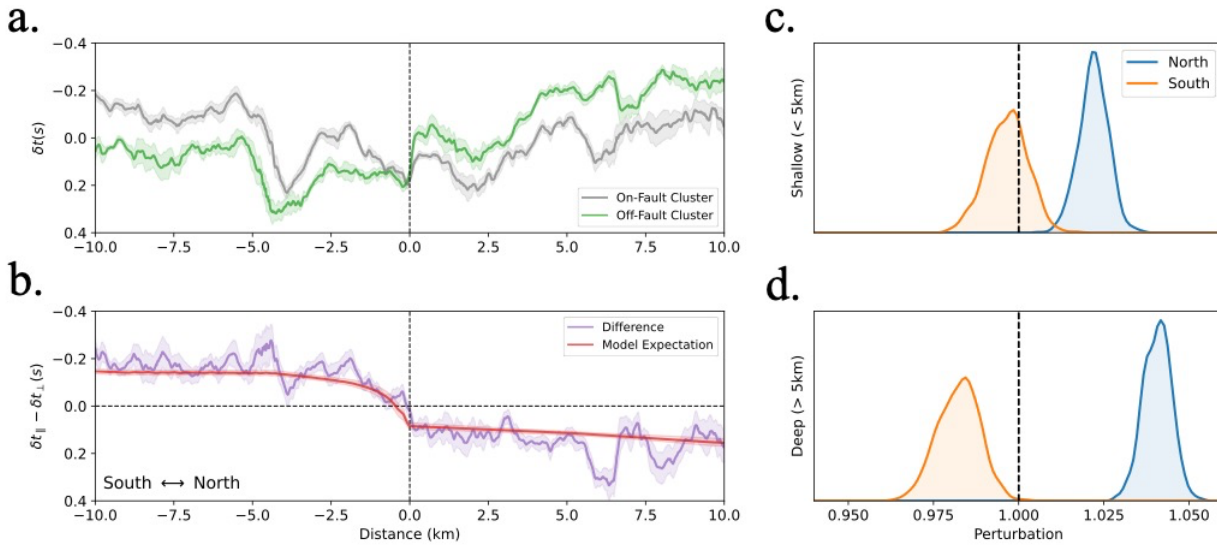 a.
δt(s)
−0.4
−0.2
0.0
0.2
0.4
−10.0 −7.5 −5.0 −2.5 0.0 2.5 5.0 7.5 10.0
On-Fault Cluster
Off-Fault Cluster
b.
δt∥ − δt⊥(s)
−0.4
−0.2
0.0
0.2
0.4
Difference
Model Expectation
South ⟷ North
−10.0 −7.5 −5.0 −2.5 0.0 2.5 5.0 7.5 10.0
Distance (km)
c.
Shallow (< 5km)
North
South
d.
Deep (> 5km)
0.950 0.975 1.000 1.025 1.050
Perturbation